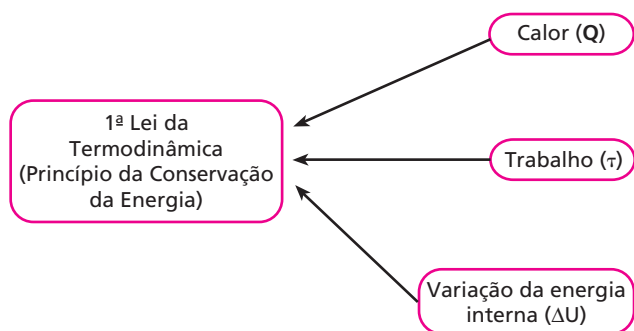 Calor (Q)
1ª Lei da
Termodinâmica
(Princípio da Conservação
da Energia)
Trabalho (τ)
Variação da energia
interna (ΔU)